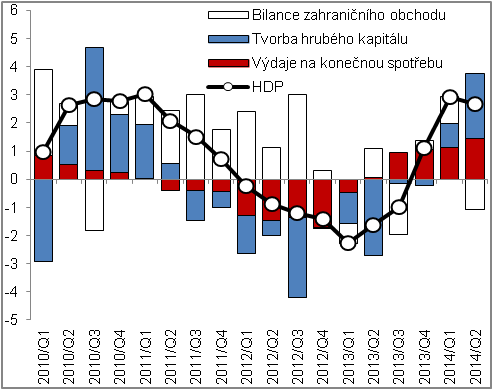 Bilance zahraničního obchodu
Tvorba hrubého kapitálu
Výdaje na konečnou spotřebu
HDP
6
5
4
3
2
1
0
-1
-2
-3
-4
-5
2010/Q1
2010/Q2
2010/Q3
2010/Q4
2011/Q1
2011/Q2
2011/Q3
2011/Q4
2012/Q1
2012/Q2
2012/Q3
2012/Q4
2013/Q1
2013/Q2
2013/Q3
2013/Q4
2014/Q1
2014/Q2